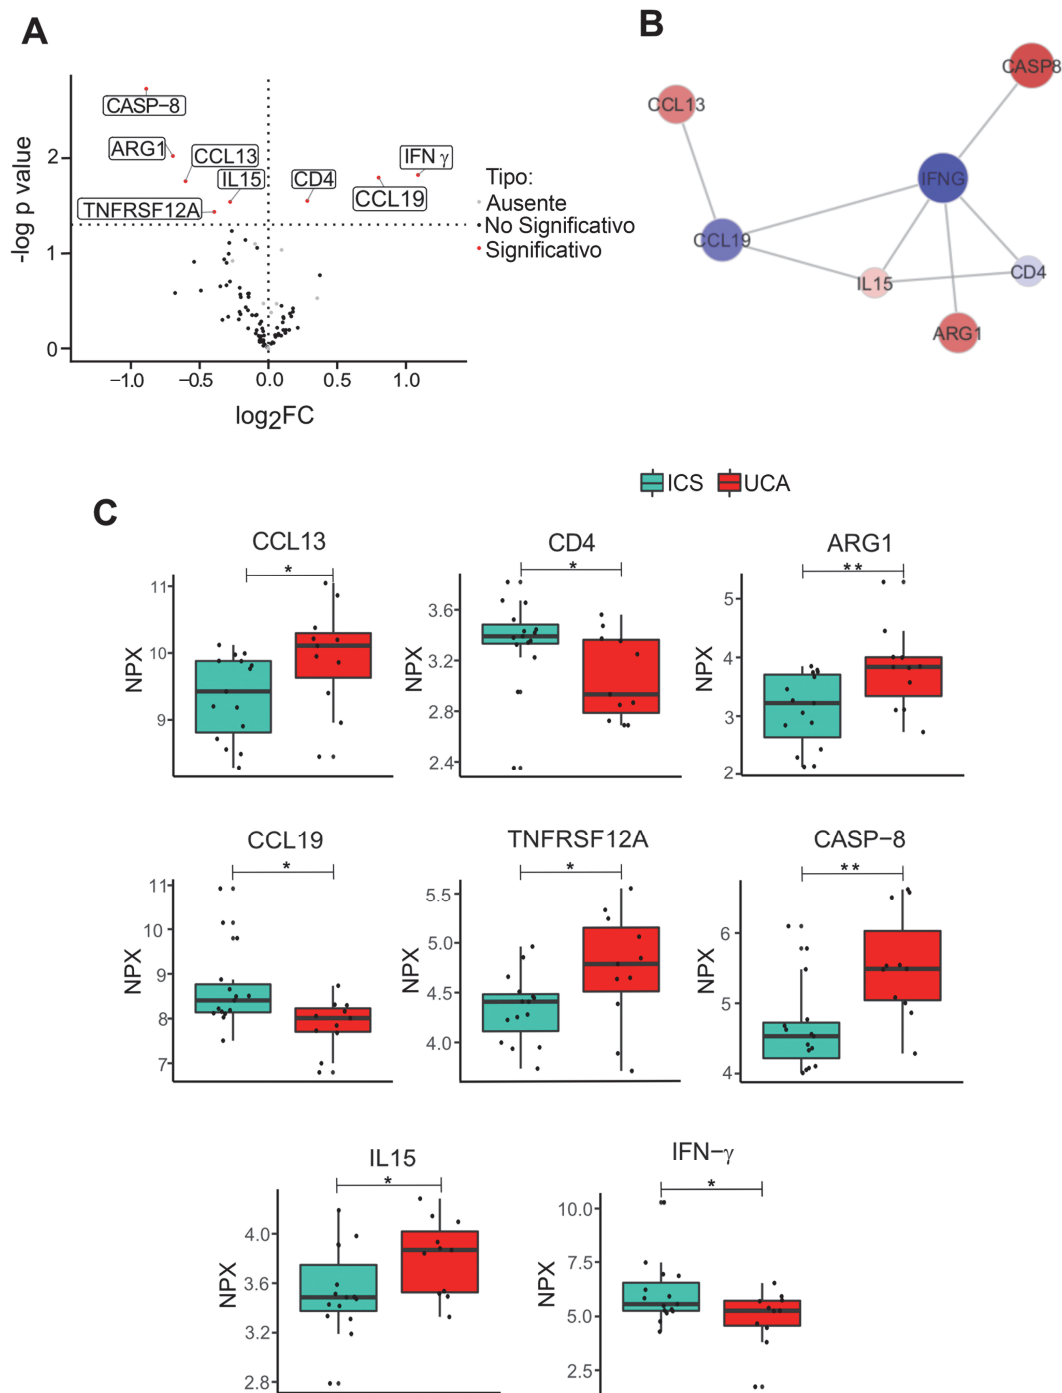 A
CASP-8
ARG1
CCL13
IL15
TNFRSF12A
CD4
IFN γ
CCL19
2
1
0
-log p value
−1.0
−0.5
0.0
0.5
1.0
log2FC
Tipo:
Ausente
No Significativo
Significativo
B
CCL13
CASP8
IFNG
CCL19
IL15
CD4
ARG1
C
ICS
UCA
CCL13
*
11
10
9
NPX
CD4
*
3.6
3.2
2.8
2.4
NPX
ARG1
**
5
4
3
2
NPX
CCL19
*
11
10
9
8
7
NPX
TNFRSF12A
*
5.5
5.0
4.5
4.0
NPX
CASP-8
**
6
5
4
NPX
IL15
*
4.0
3.6
3.2
2.8
NPX
IFN-γ
*
10.0
7.5
5.0
2.5
NPX